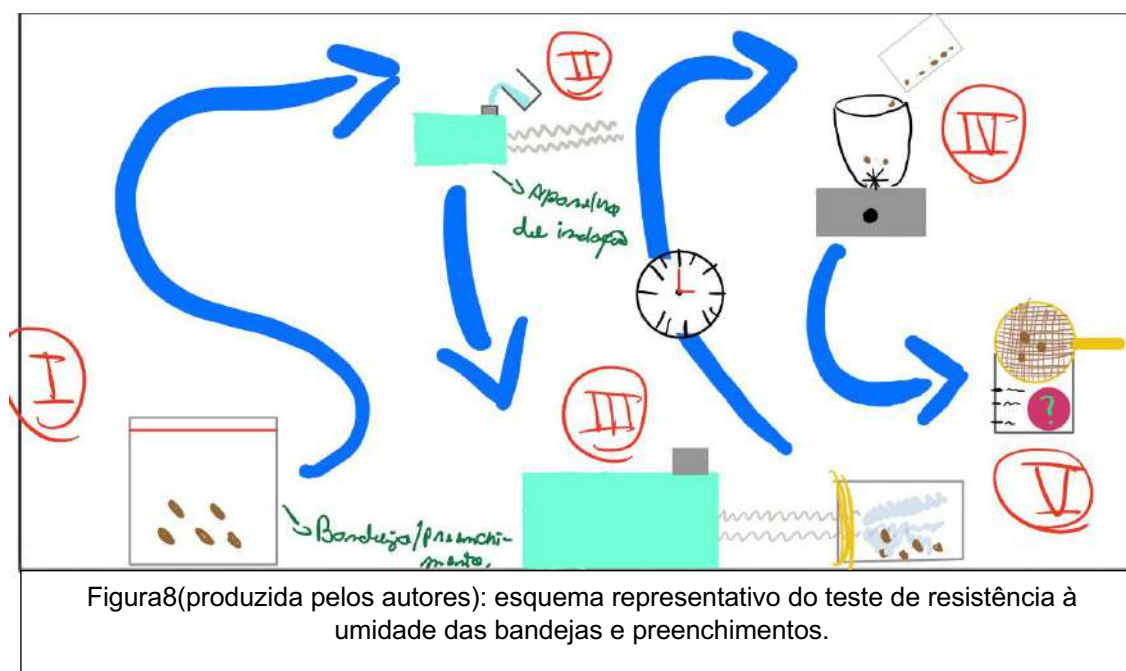 II
IV
de inalação
I
III
V
?
Bandeja/preenchi-
mento.
Figura8(produzida pelos autores): esquema representativo do teste de resistência à
umidade das bandejas e preenchimentos.